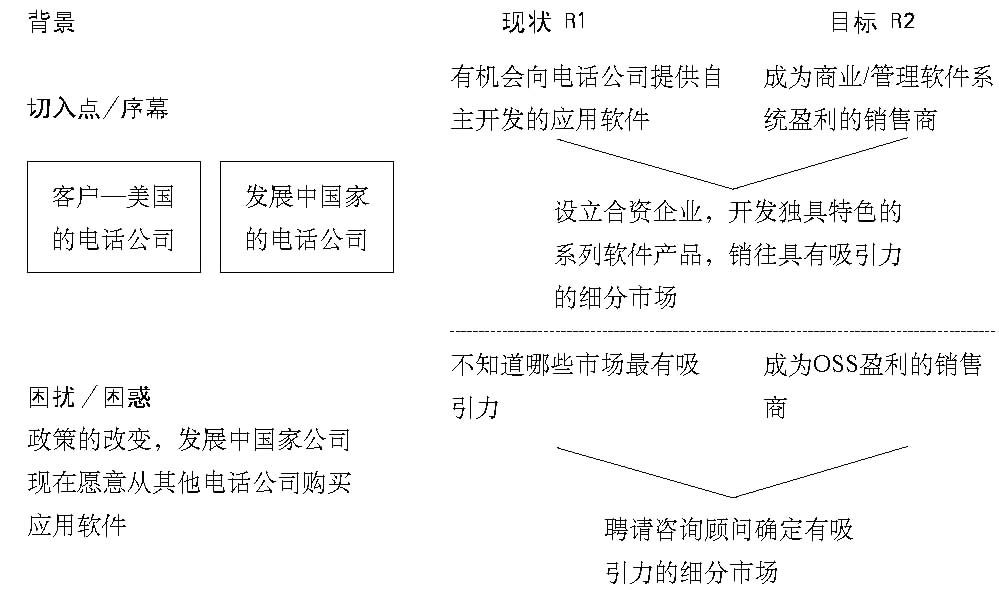 背景
切入点／序幕
客户—美国
的电话公司
发展中国家
的电话公司
困扰／困惑
政策的改变，发展中国家公司
现在愿意从其他电话公司购买
应用软件
现状 R1
有机会向电话公司提供自
主开发的应用软件
目标 R2
成为商业/管理软件系
统盈利的销售商
设立合资企业，开发独具特色的
系列软件产品，销往具有吸引力
的细分市场
不知道哪些市场最有吸
引力
成为OSS盈利的销售
商
聘请咨询顾问确定有吸
引力的细分市场